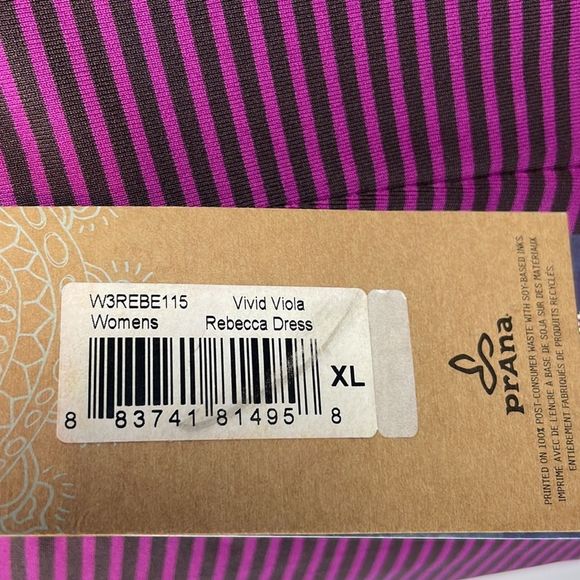 W3REBE115 Vivid Viola
Womens Rebecca Dress
XL
8 83741 81495 8
prAna
PRINTED ON 100% POST-CONSUMER WASTE WITH SOY-BASED INKS.
IMPRIMÉ AVEC DE L'ENCRE À BASE DE SOJA SUR DES MATÉRIAUX
ENTIÈREMENT FABRIQUÉS DE PRODUITS RECYCLÉS.